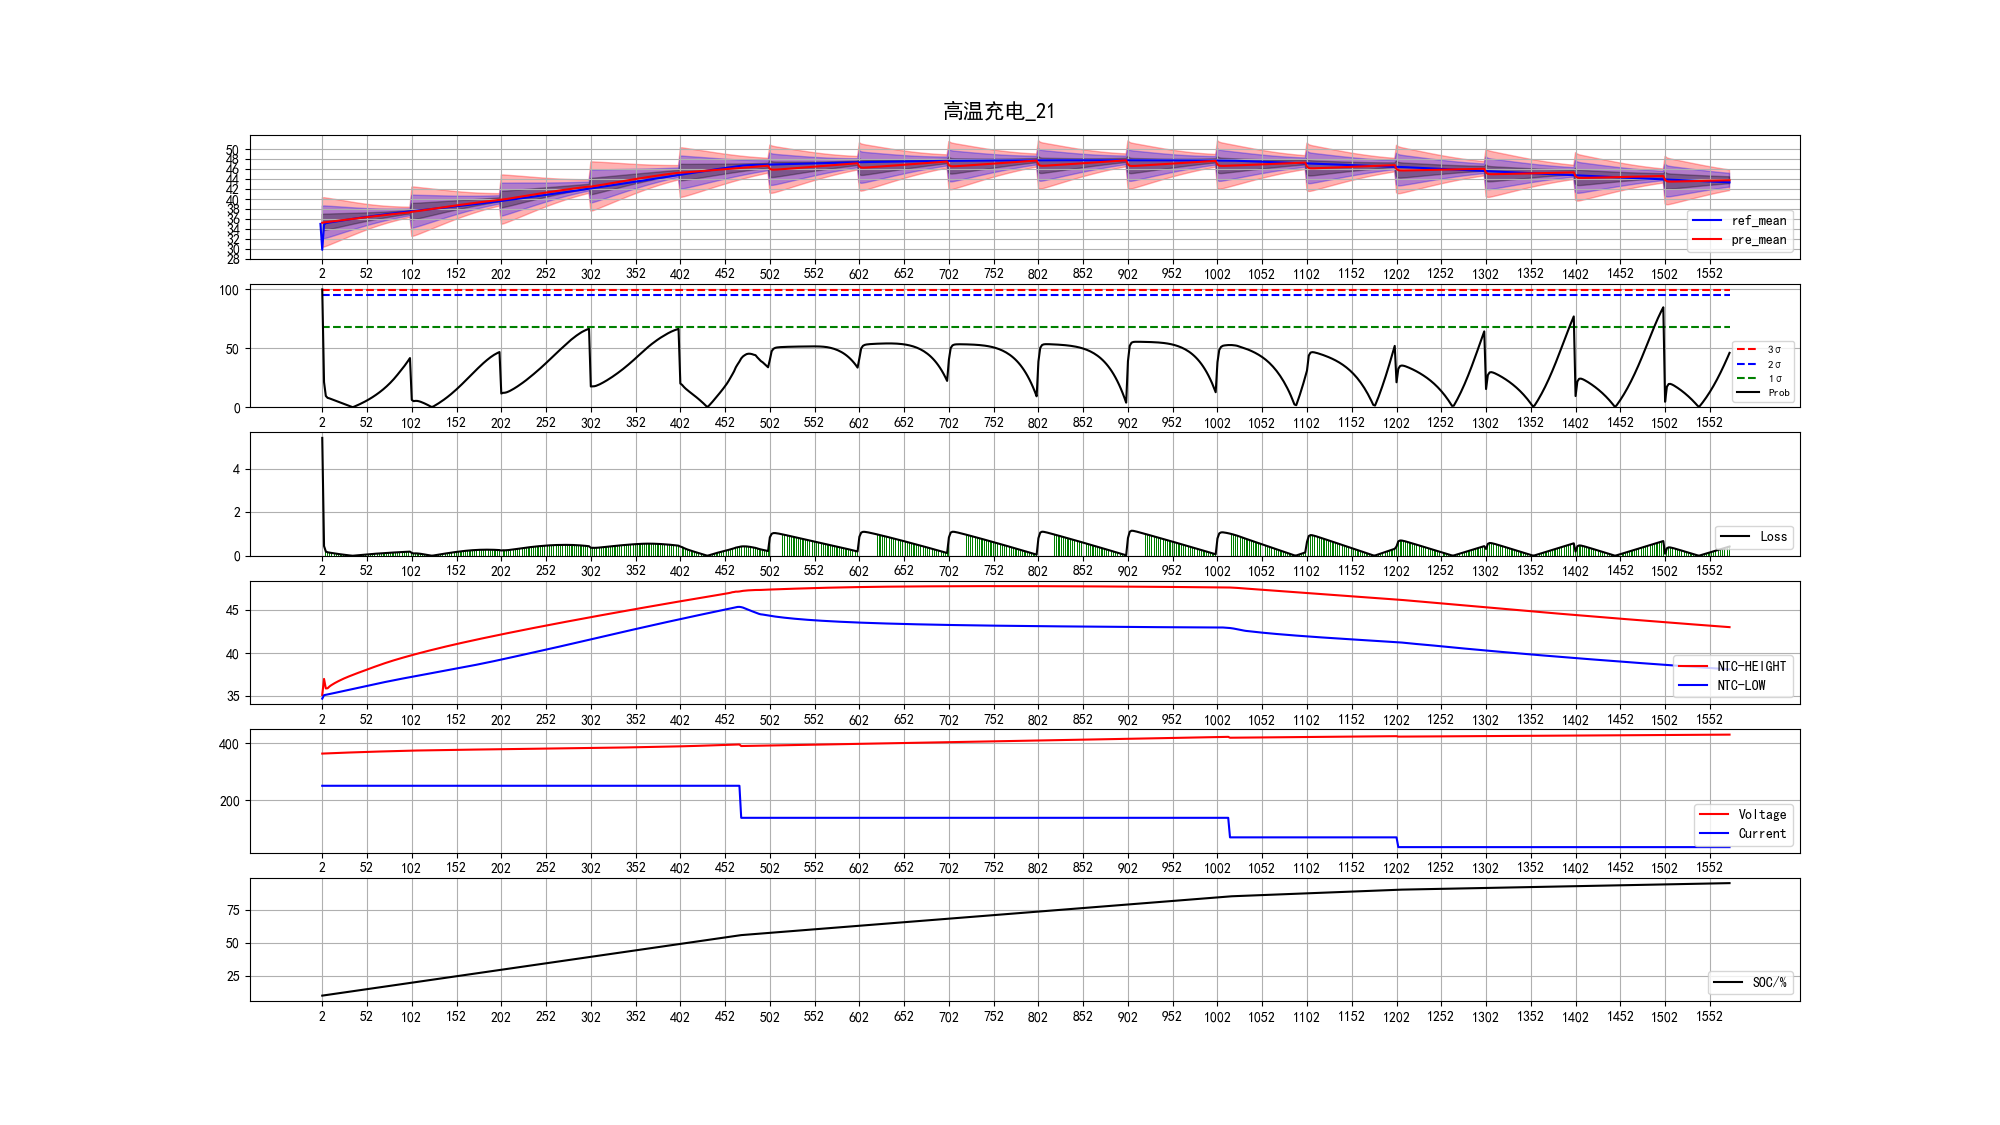 高温充电_21
50
48
46
44
42
40
38
36
34
32
30
28
ref_mean
pre_mean
2 52 102 152 202 252 302 352 402 452 502 552 602 652 702 752 802 852 902 952 1002 1052 1102 1152 1202 1252 1302 1352 1402 1452 1502 1552
100
50
0
3σ
2σ
1σ
Prob
2 52 102 152 202 252 302 352 402 452 502 552 602 652 702 752 802 852 902 952 1002 1052 1102 1152 1202 1252 1302 1352 1402 1452 1502 1552
4
2
0
Loss
2 52 102 152 202 252 302 352 402 452 502 552 602 652 702 752 802 852 902 952 1002 1052 1102 1152 1202 1252 1302 1352 1402 1452 1502 1552
45
40
35
NTC-HEIGHT
NTC-LOW
2 52 102 152 202 252 302 352 402 452 502 552 602 652 702 752 802 852 902 952 1002 1052 1102 1152 1202 1252 1302 1352 1402 1452 1502 1552
400
200
Voltage
Current
2 52 102 152 202 252 302 352 402 452 502 552 602 652 702 752 802 852 902 952 1002 1052 1102 1152 1202 1252 1302 1352 1402 1452 1502 1552
75
50
25
SOC/%
2 52 102 152 202 252 302 352 402 452 502 552 602 652 702 752 802 852 902 952 1002 1052 1102 1152 1202 1252 1302 1352 1402 1452 1502 1552